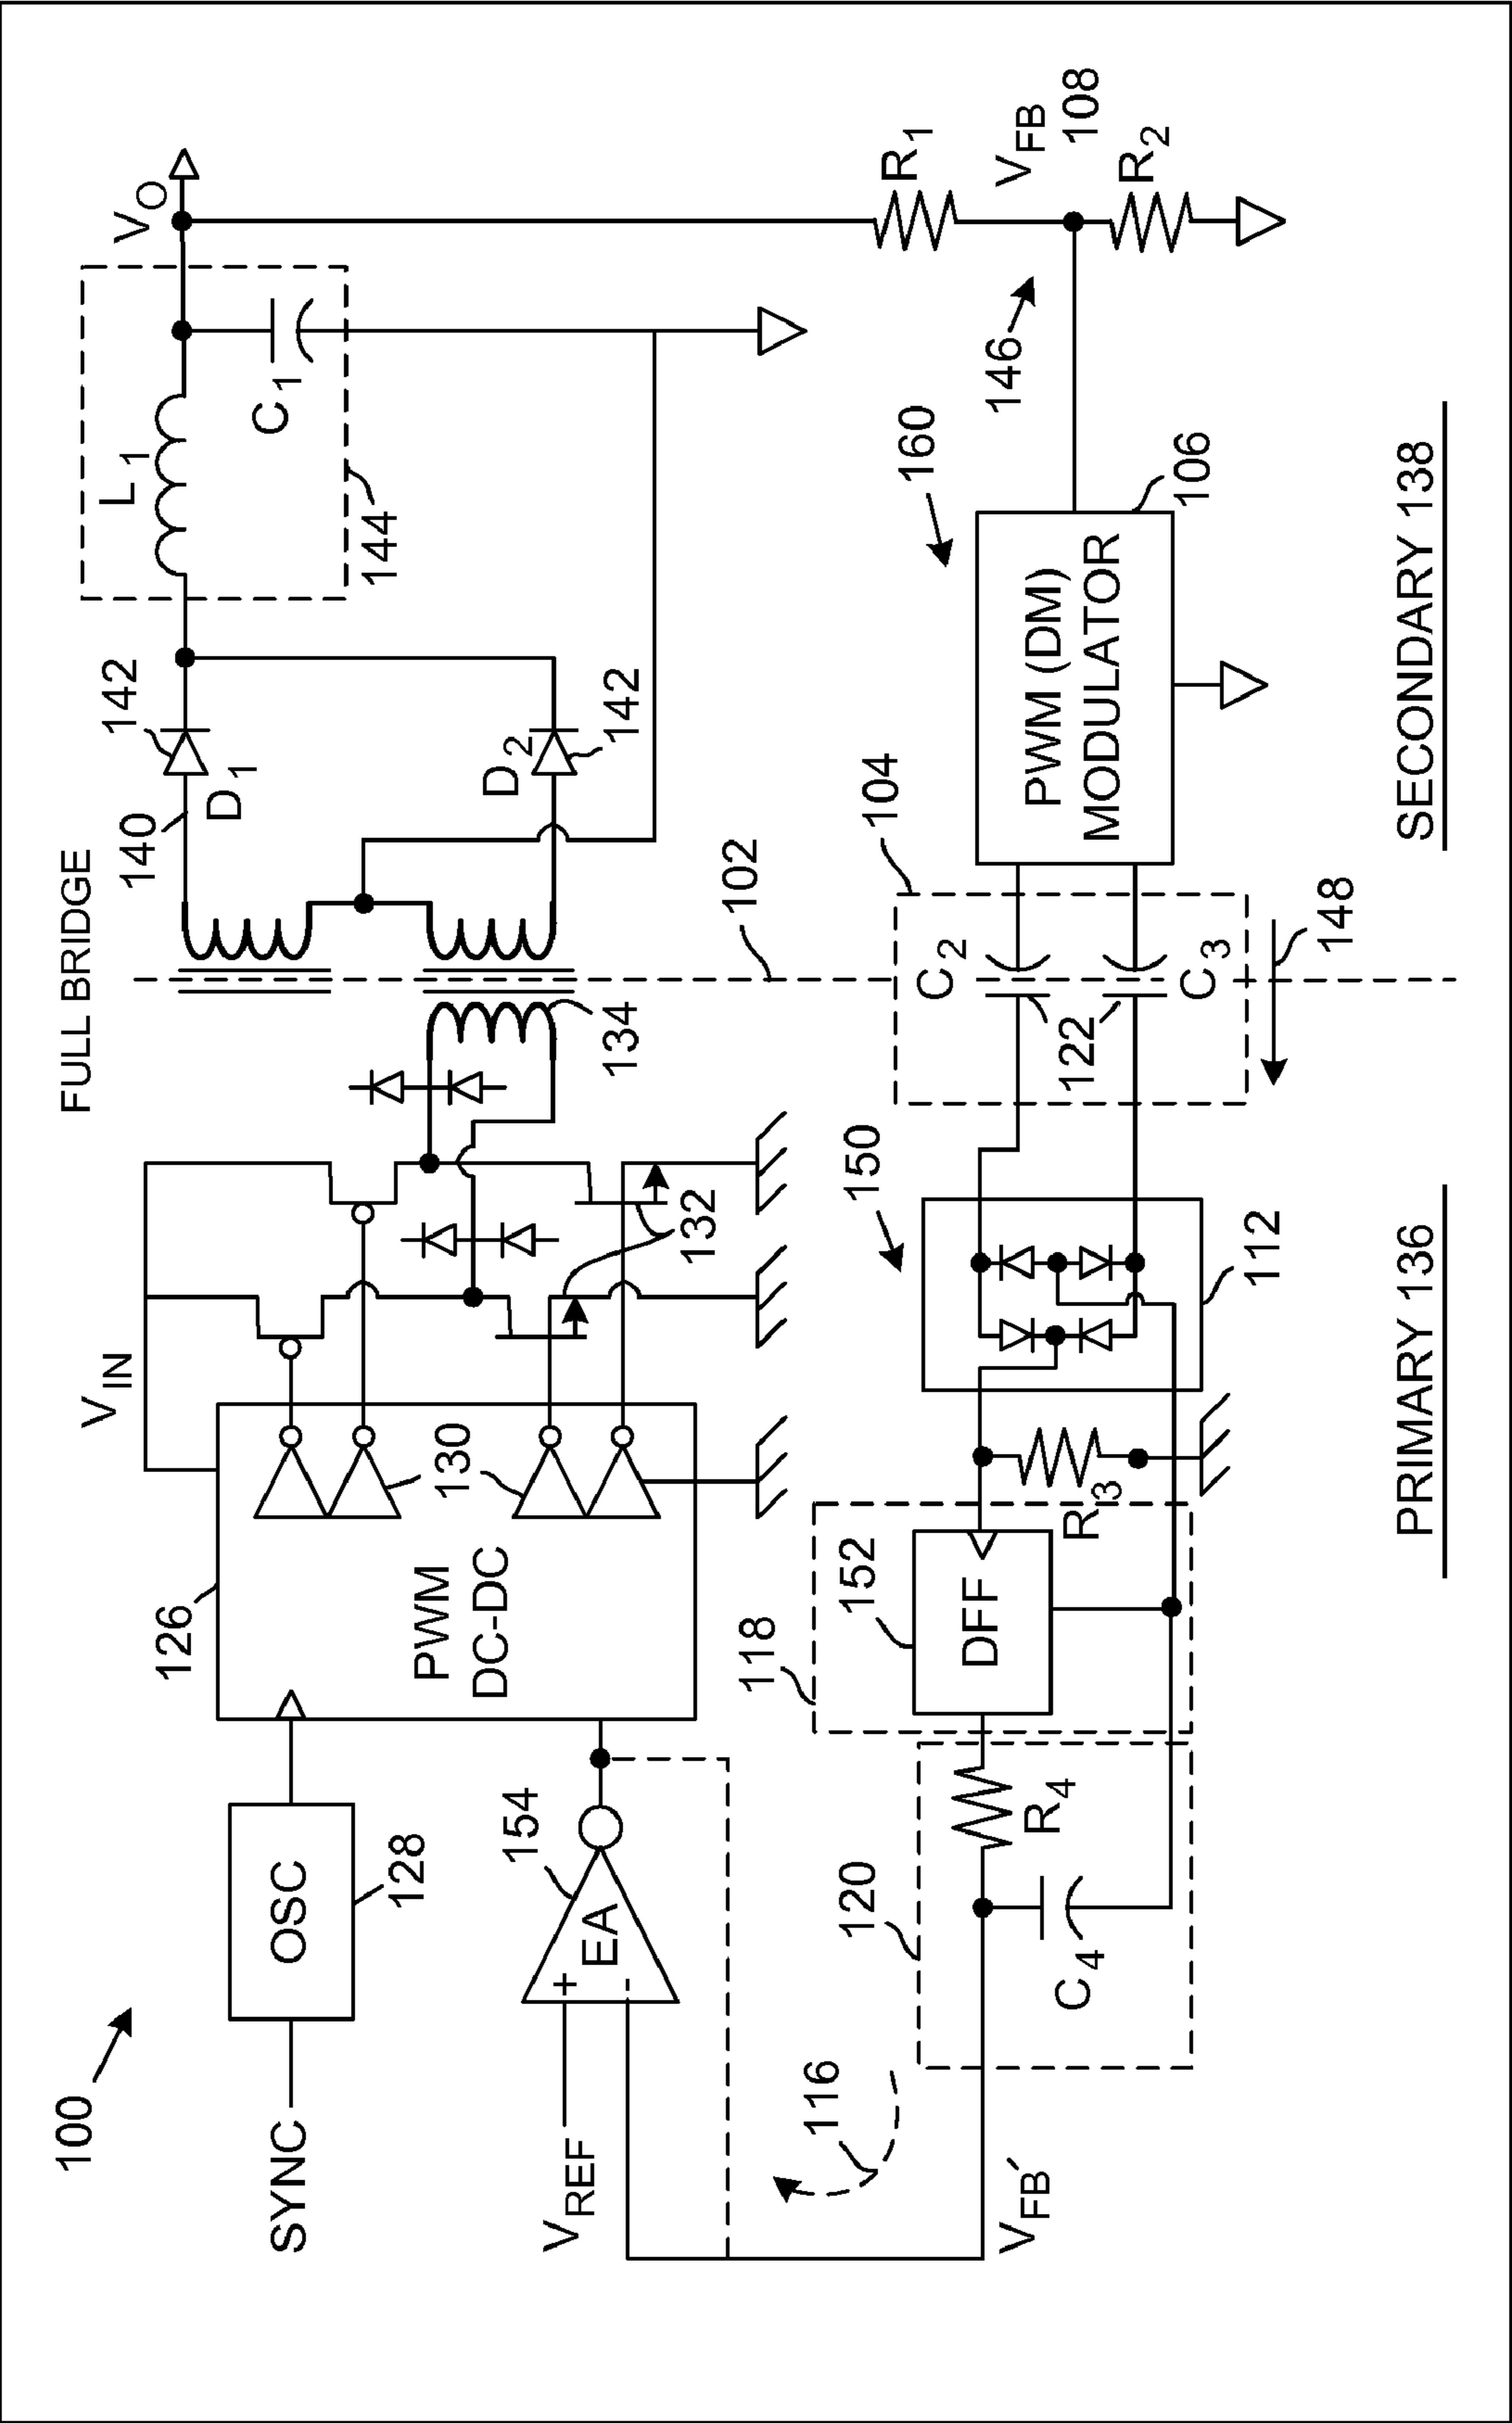 100
SYNC
OSC
128
126
PWM
DC-DC
130
V_IN
FULL BRIDGE
132
134
140
142
D_1
D_2
142
L_1
C_1
144
V_O
102
V_REF
+
-
EA
154
116
V_FB'
120
R_4
C_4
118
152
DFF
R_3
150
112
104
C_2
C_3
122
148
160
PWM (DM)
MODULATOR
106
146
R_1
V_FB
108
R_2
PRIMARY 136
SECONDARY 138